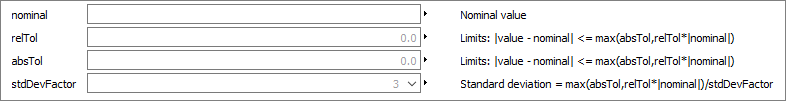 nominal Nominal value
relTol 0.0 Limits: |value - nominal| <= max(absTol,relTol*|nominal|)
absTol 0.0 Limits: |value - nominal| <= max(absTol,relTol*|nominal|)
stdDevFactor 3 Standard deviation = max(absTol,relTol*|nominal|)/stdDevFactor